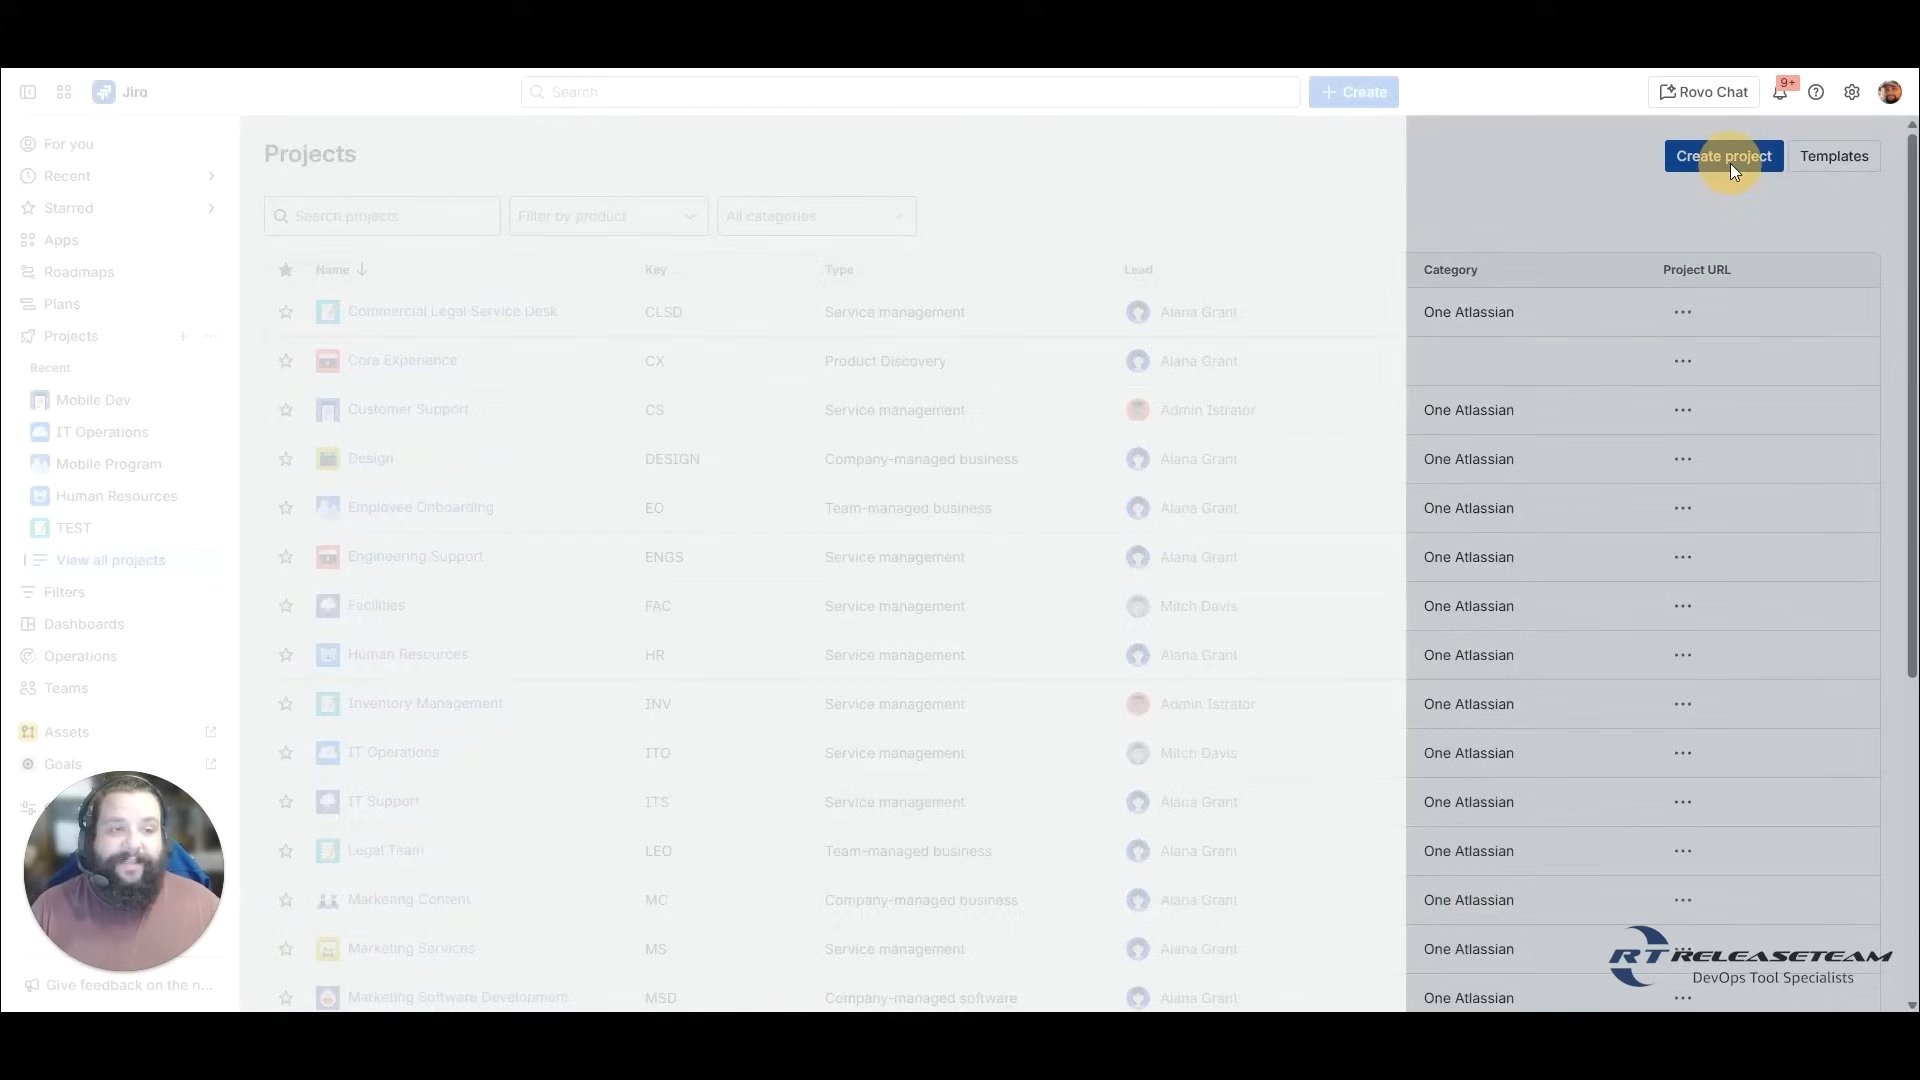 Jira
Search
Create
Rovo Chat
9+
For you
Recent
Starred
Apps
Roadmaps
Plans
Projects
Recent
Mobile Dev
IT Operations
Mobile Program
Human Resources
TEST
View all projects
Filters
Dashboards
Operations
Teams
Assets
Goals
Give feedback on the n...
Projects
Create project
Templates
Search projects
Filter by product
All categories
Name Key Type Lead Category Project URL
Commercial Legal Service Desk CLSD Service management Alana Grant One Atlassian
Cora Experience CX Product Discovery Alana Grant
Customer Support CS Service management Admin Istrator One Atlassian
Design DESIGN Company-managed business Alana Grant One Atlassian
Employee Onboarding EO Team-managed business Alana Grant One Atlassian
Engineering Support ENGS Service management Alana Grant One Atlassian
Facilities FAC Service management Mitch Davis One Atlassian
Human Resources HR Service management Alana Grant One Atlassian
Inventory Management INV Service management Admin Istrator One Atlassian
IT Operations ITO Service management Mitch Davis One Atlassian
IT Support ITS Service management Alana Grant One Atlassian
Legal Team LEO Team-managed business Alana Grant One Atlassian
Marketing Content MC Company-managed business Alana Grant One Atlassian
Marketing Services MS Service management Alana Grant One Atlassian
Marketing Software Development MSD Company-managed software Alana Grant One Atlassian
RT RELEASETEAM
DevOps Tool Specialists